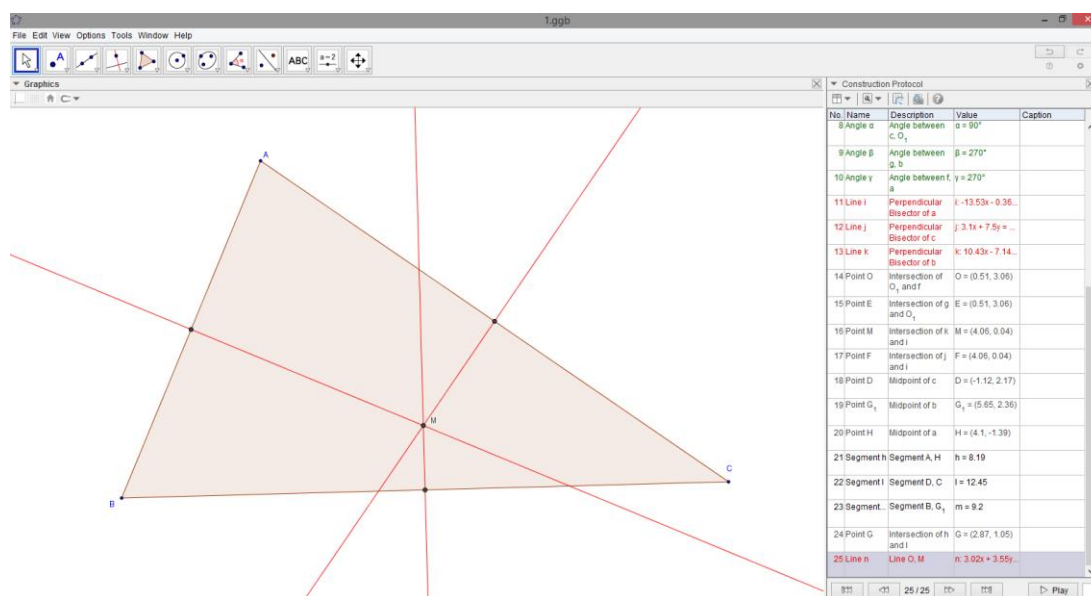 1.ggb
File Edit View Options Tools Window Help
A
ABC
a=2
Graphics
A
B
C
M
Construction Protocol
No. Name Description Value Caption
8 Angle α Angle between α = 90°
c, O₁
9 Angle β Angle between β = 270°
g, b
10 Angle γ Angle between f, γ = 270°
a
11 Line i Perpendicular i: -13.53x - 0.36...
Bisector of a
12 Line j Perpendicular j: 3.1x + 7.5y = ...
Bisector of c
13 Line k Perpendicular k: 10.43x - 7.14...
Bisector of b
14 Point O Intersection of O = (0.51, 3.06)
O₁ and f
15 Point E Intersection of g E = (0.51, 3.06)
and O₁
16 Point M Intersection of k M = (4.06, 0.04)
and i
17 Point F Intersection of j F = (4.06, 0.04)
and i
18 Point D Midpoint of c D = (-1.12, 2.17)
19 Point G₁ Midpoint of b G₁ = (5.65, 2.36)
20 Point H Midpoint of a H = (4.1, -1.39)
21 Segment h Segment A, H h = 8.19
22 Segment l Segment D, C l = 12.45
23 Segment... Segment B, G₁ m = 9.2
24 Point G Intersection of h G = (2.87, 1.05)
and l
25 Line n Line O, M n: 3.02x + 3.55y...
25 / 25
Play